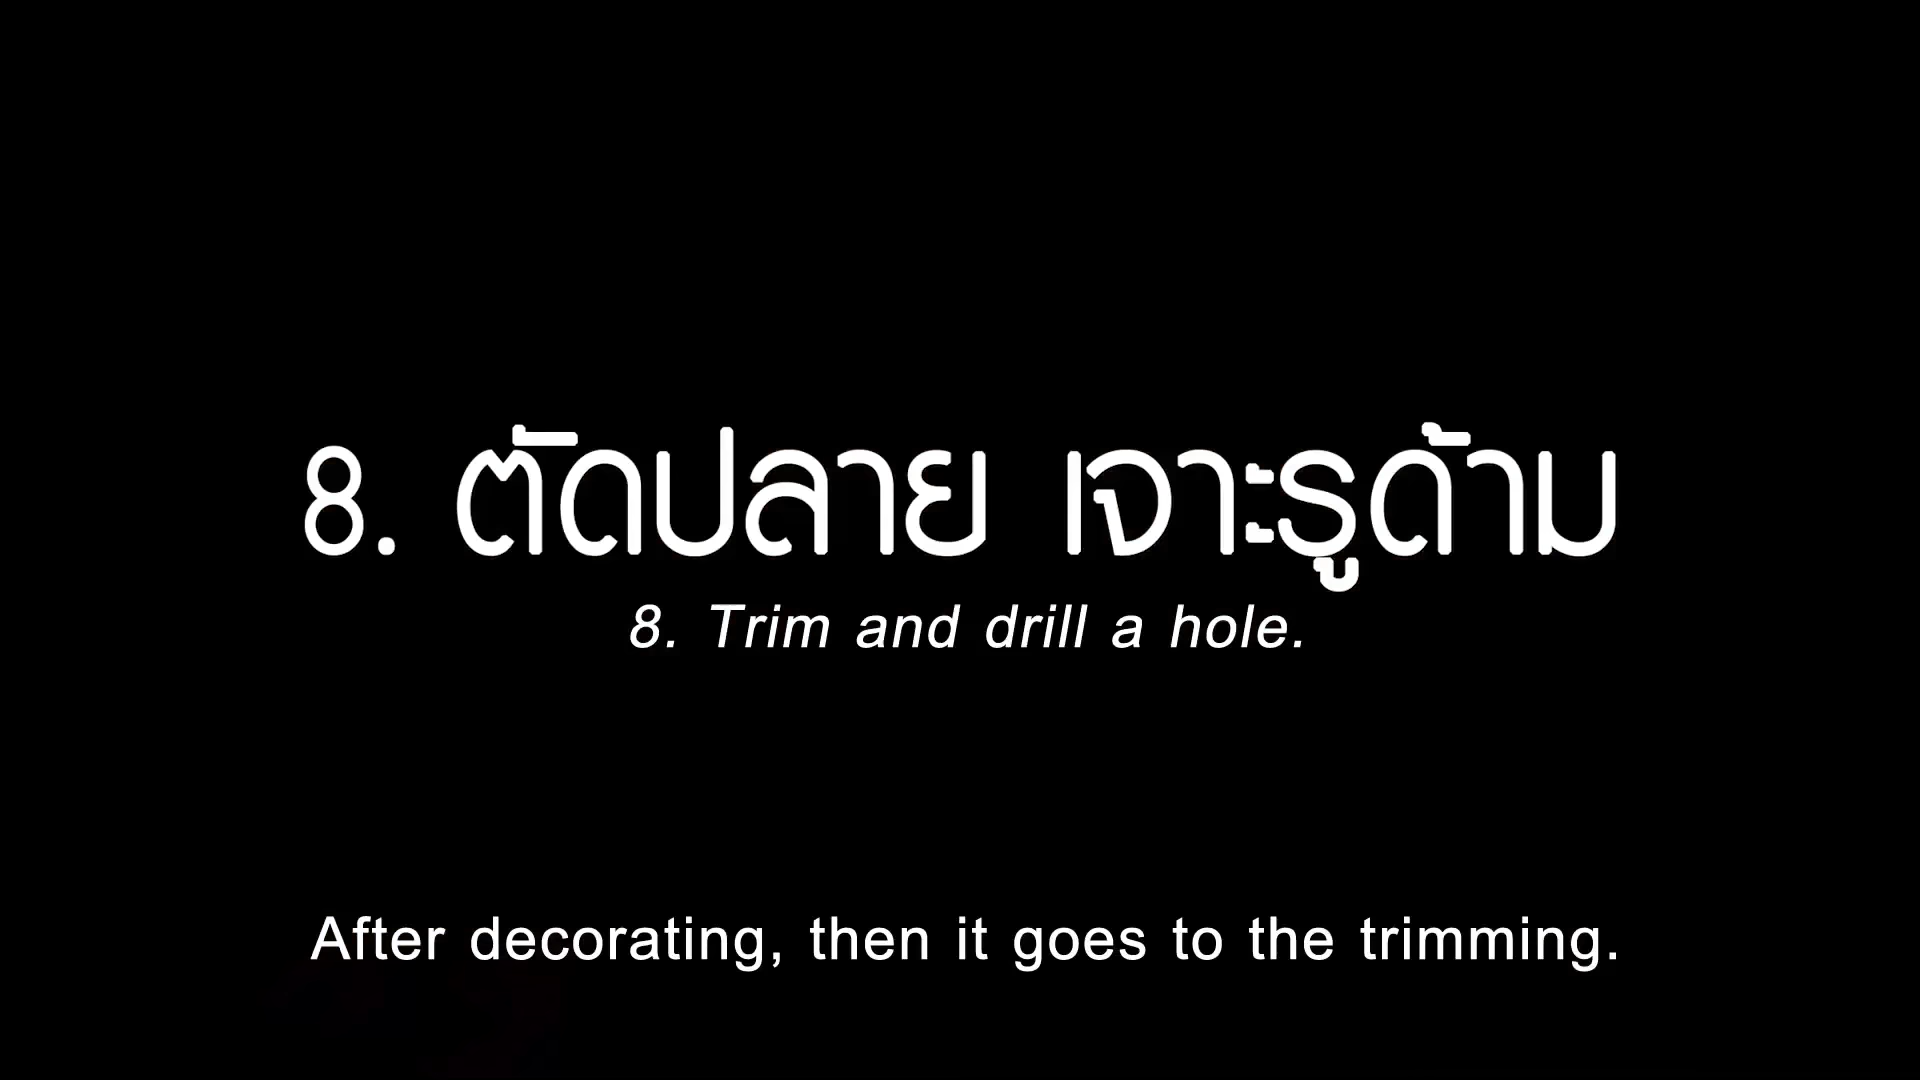 8. ตัดปลาย เจาะรูด้าม
8. Trim and drill a hole.
After decorating, then it goes to the trimming.